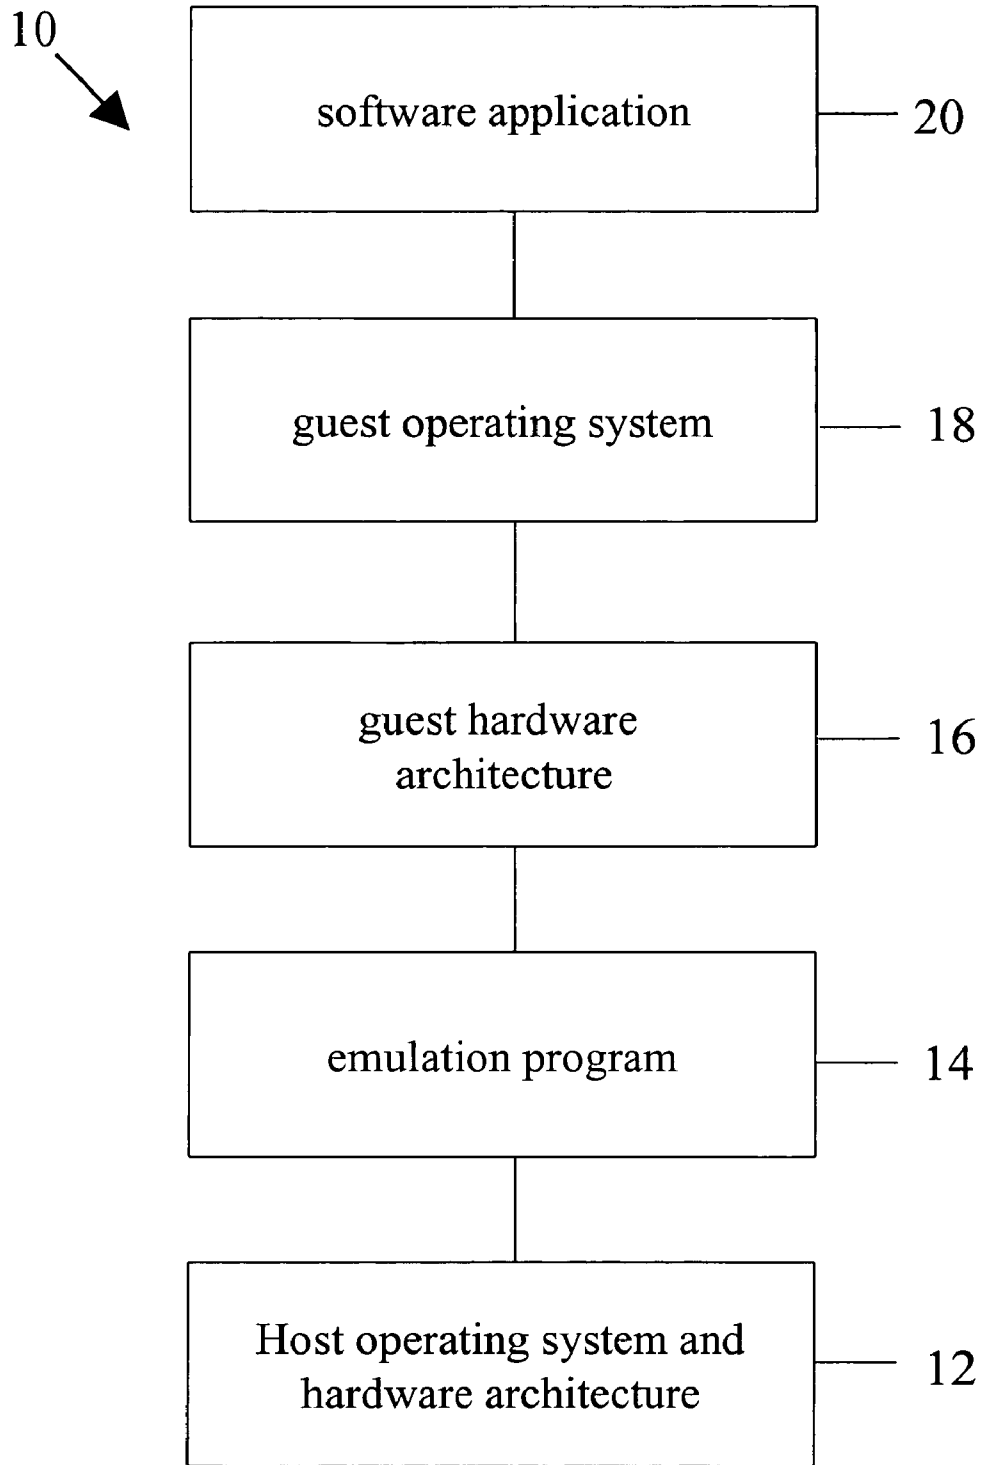 10
software application
20
guest operating system
18
guest hardware
architecture
16
emulation program
14
Host operating system and
hardware architecture
12